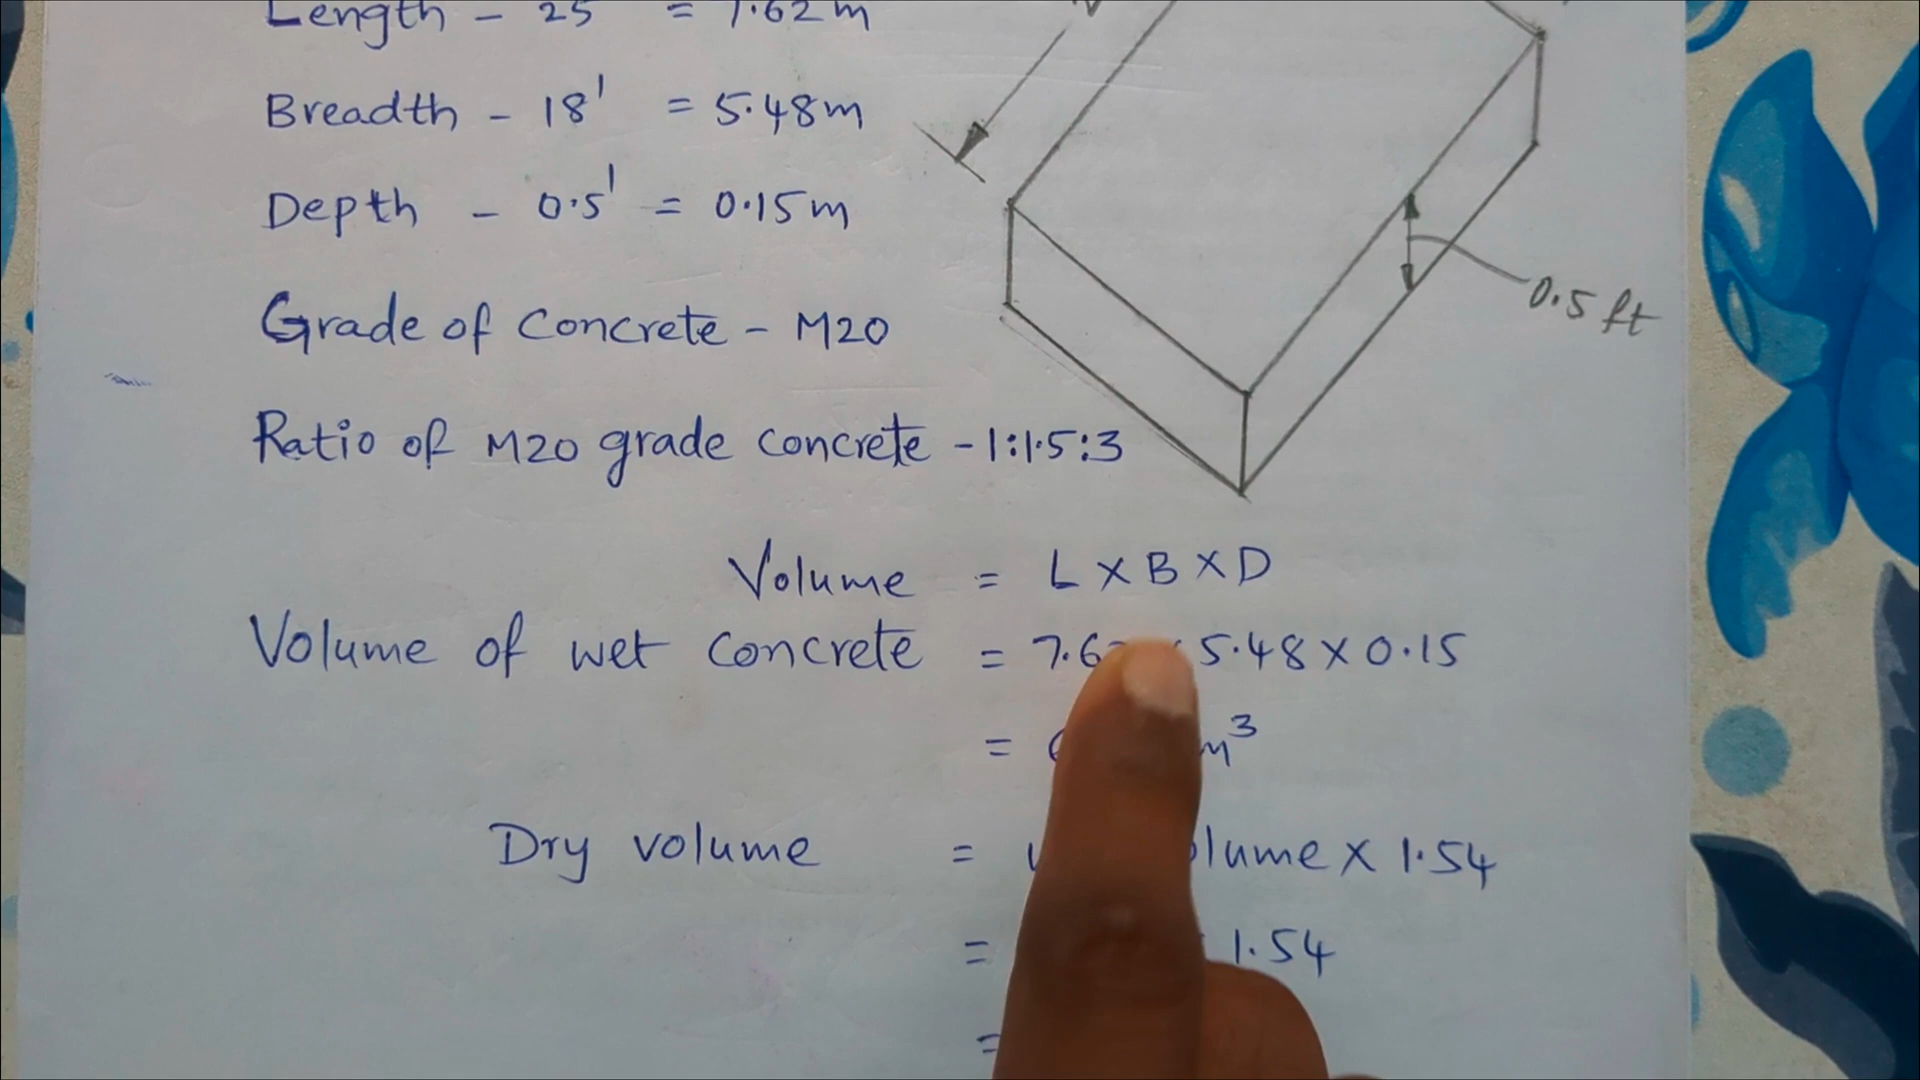 Length - 25 = 7.62m
Breadth - 18' = 5.48m
Depth - 0.5' = 0.15m
0.5 ft
Grade of Concrete - M20
Ratio of M20 grade concrete - 1:1.5:3
Volume = L X B X D
Volume of wet concrete = 5.48 X 0.15
= m³
Dry volume = X 1.54
= 1.54
=